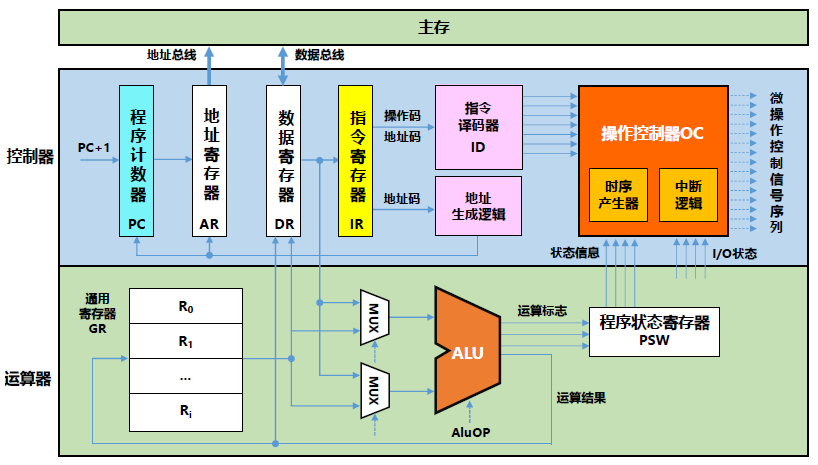 主存
地址总线
数据总线
控制器
PC+1
程序计数器
PC
地址寄存器
AR
数据寄存器
DR
指令寄存器
IR
操作码
地址码
地址码
指令
译码器
ID
地址
生成逻辑
操作控制器OC
时序
产生器
中断
逻辑
微操作控制信号序列
状态信息
I/O状态
运算器
通用
寄存器
GR
R0
R1
...
Ri
MUX
MUX
ALU
AluOP
运算标志
运算结果
程序状态寄存器
PSW